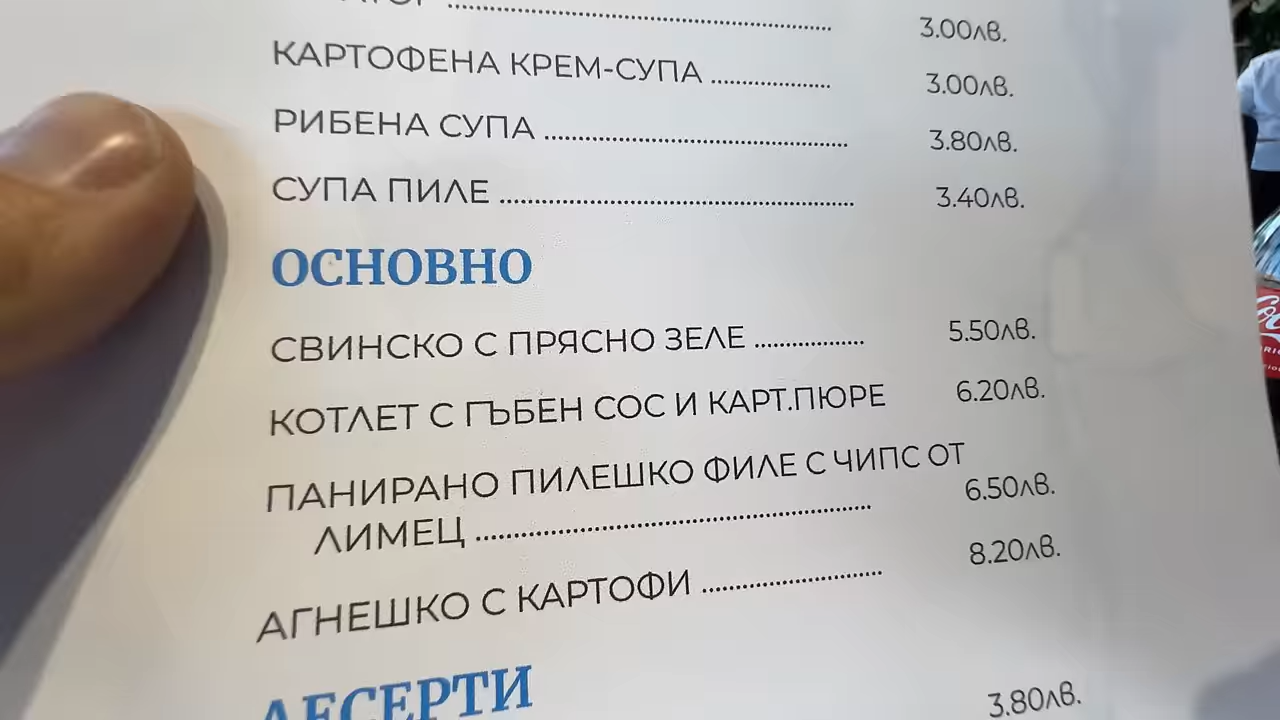 3.00лв.
КАРТОФЕНА КРЕМ-СУПА .................... 3.00лв.
РИБЕНА СУПА .................................................. 3.80лв.
СУПА ПИЛЕ ........................................................... 3.40лв.
ОСНОВНО
СВИНСКО С ПРЯСНО ЗЕЛЕ .................. 5.50лв.
КОТЛЕТ С ГЪБЕН СОС И КАРТ.ПЮРЕ 6.20лв.
ПАНИРАНО ПИЛЕШКО ФИЛЕ С ЧИПС ОТ
ЛИМЕЦ .................................................................. 6.50лв.
АГНЕШКО С КАРТОФИ .............................. 8.20лв.
ДЕСЕРТИ
3.80лв.